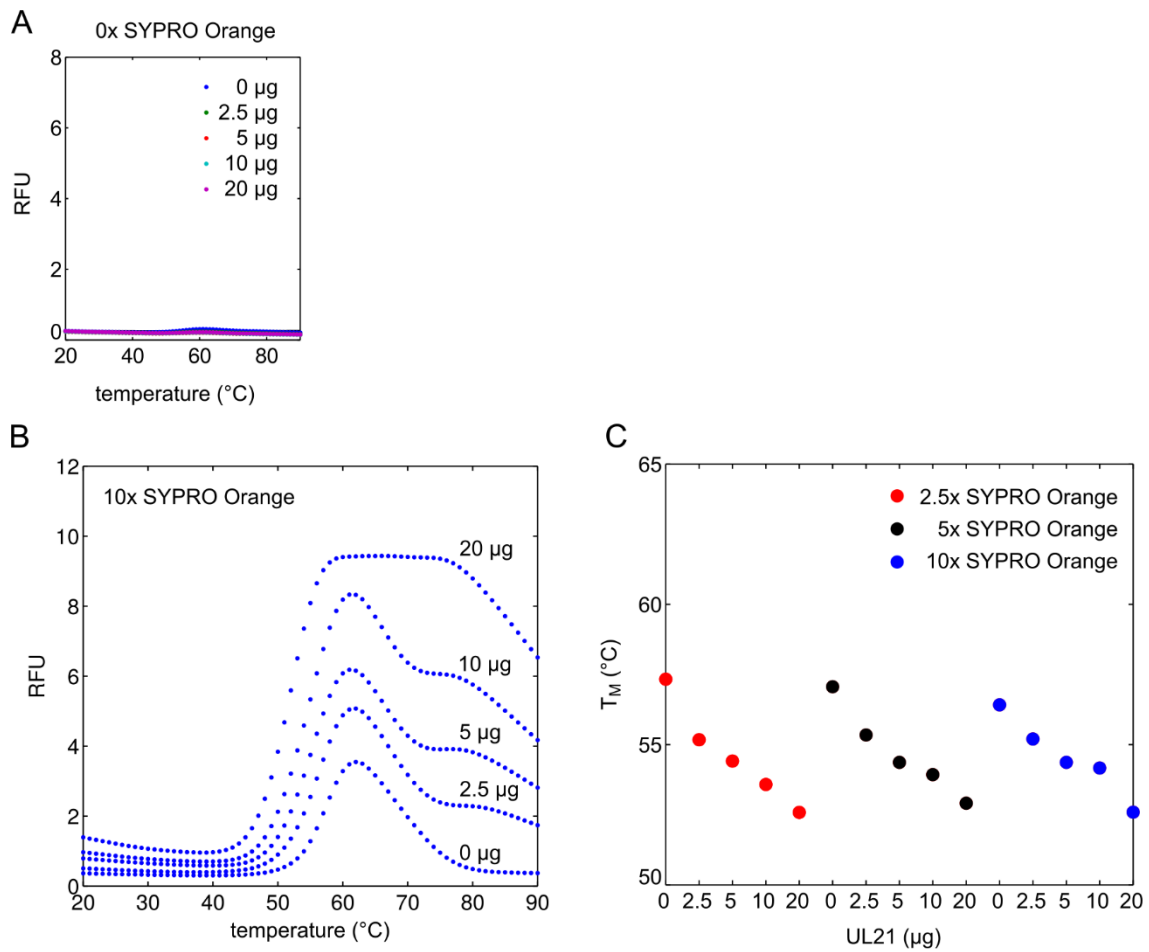 A
0x SYPRO Orange
8
6
4
2
0
RFU
0 µg
2.5 µg
5 µg
10 µg
20 µg
20 40 60 80
temperature (°C)
B
10x SYPRO Orange
12
10
8
6
4
2
0
RFU
20 µg
10 µg
5 µg
2.5 µg
0 µg
20 30 40 50 60 70 80 90
temperature (°C)
C
65
60
55
50
TM (°C)
2.5x SYPRO Orange
5x SYPRO Orange
10x SYPRO Orange
0 2.5 5 10 20 0 2.5 5 10 20 0 2.5 5 10 20
UL21 (µg)